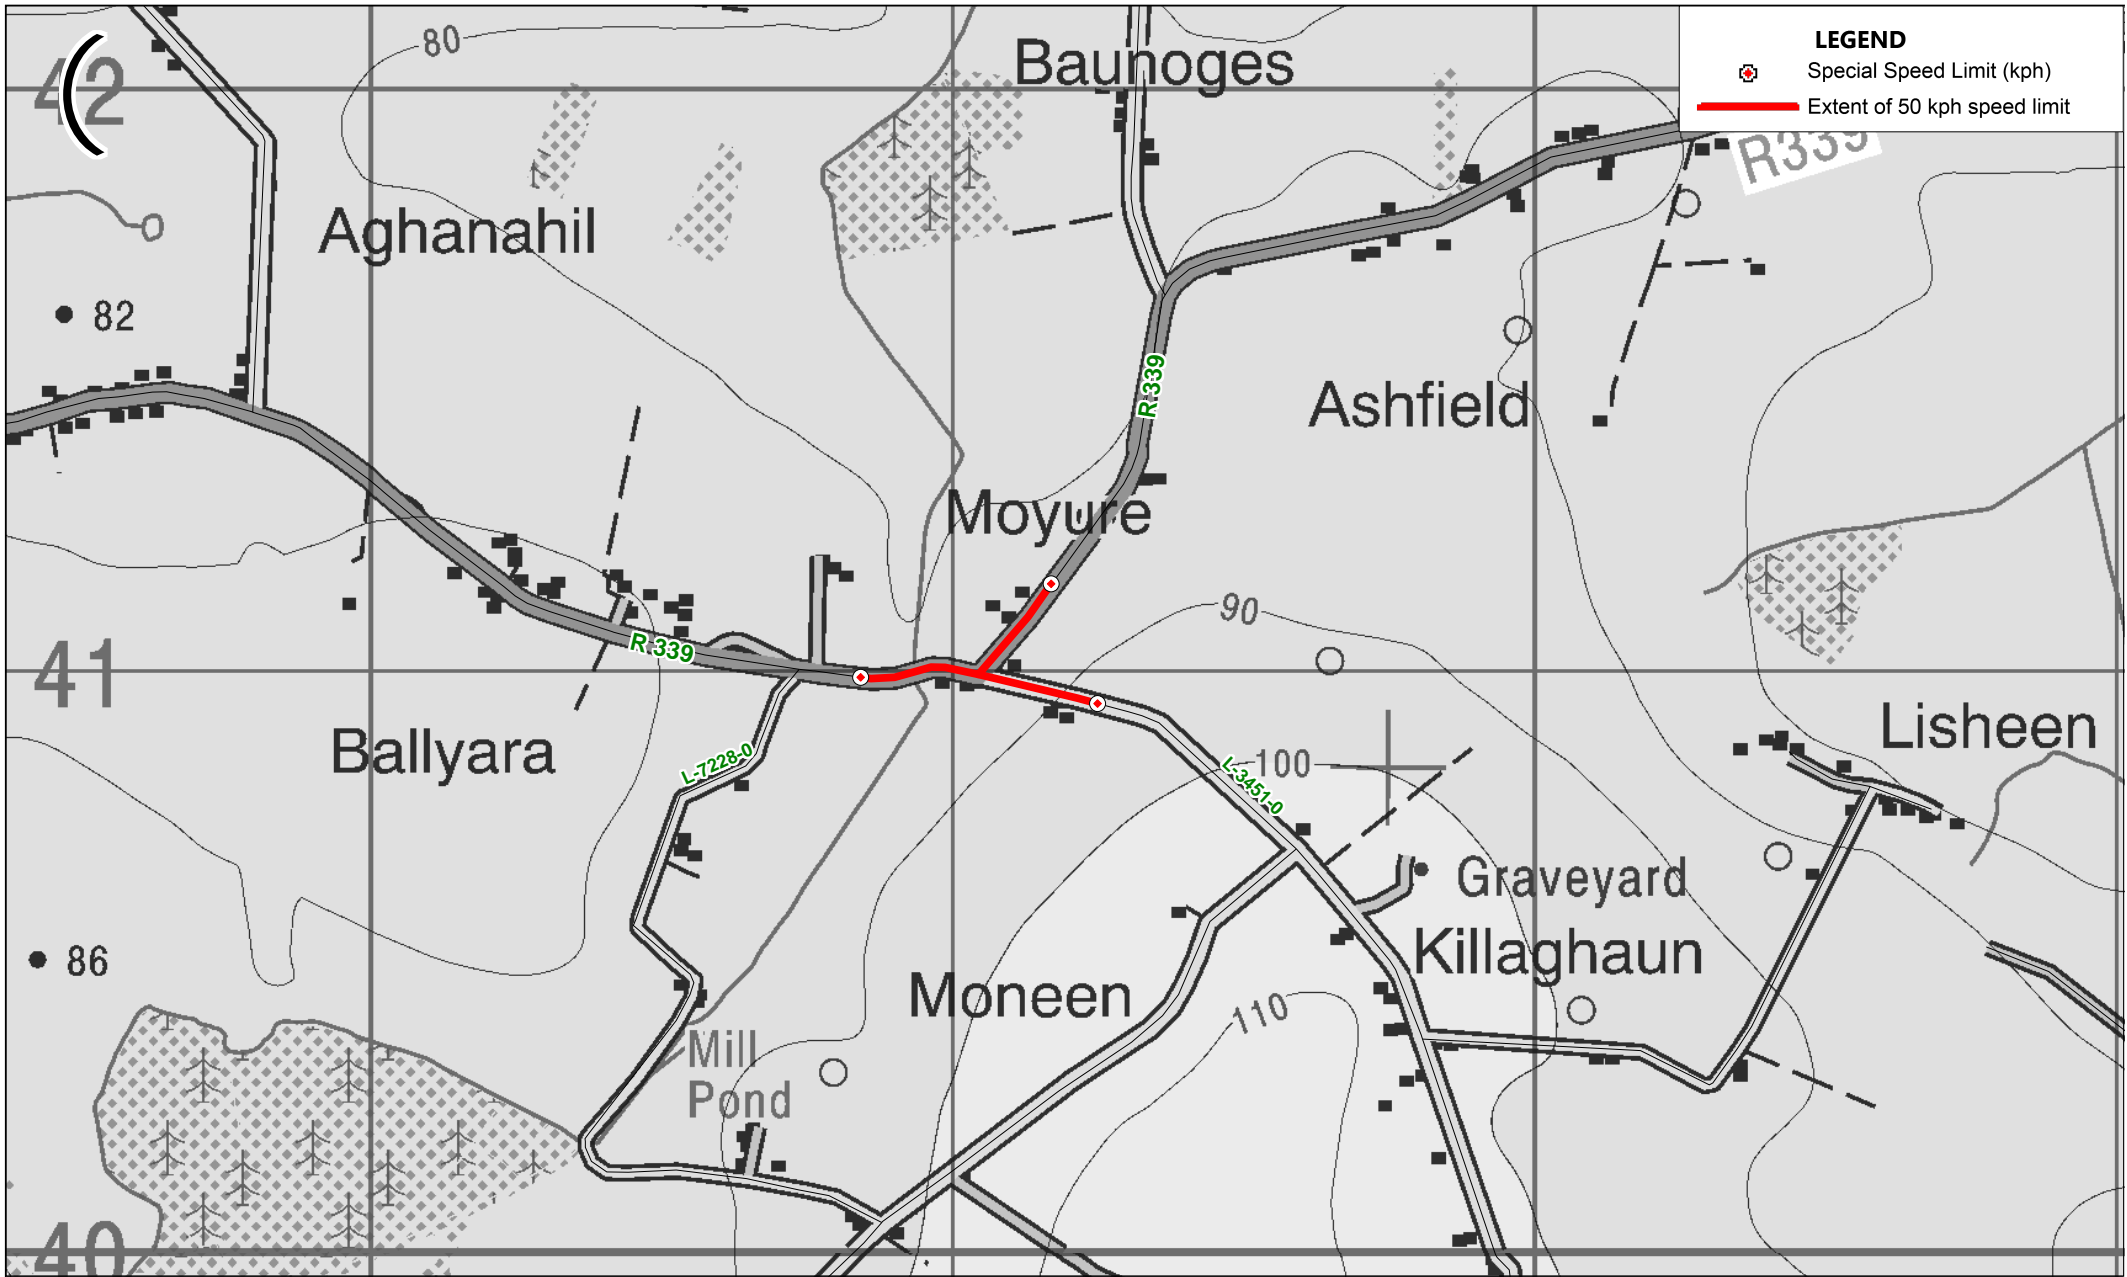 LEGEND
Special Speed Limit (kph)
Extent of 50 kph speed limit
80
Baunoges
42
R339
Aghanahil
82
R 339
Ashfield
Moyure
90
R 339
41
Ballyara
L-7228-0
L-3451-0
100
Lisheen
Graveyard
Killaghaun
86
Moneen
110
Mill
Pond
40